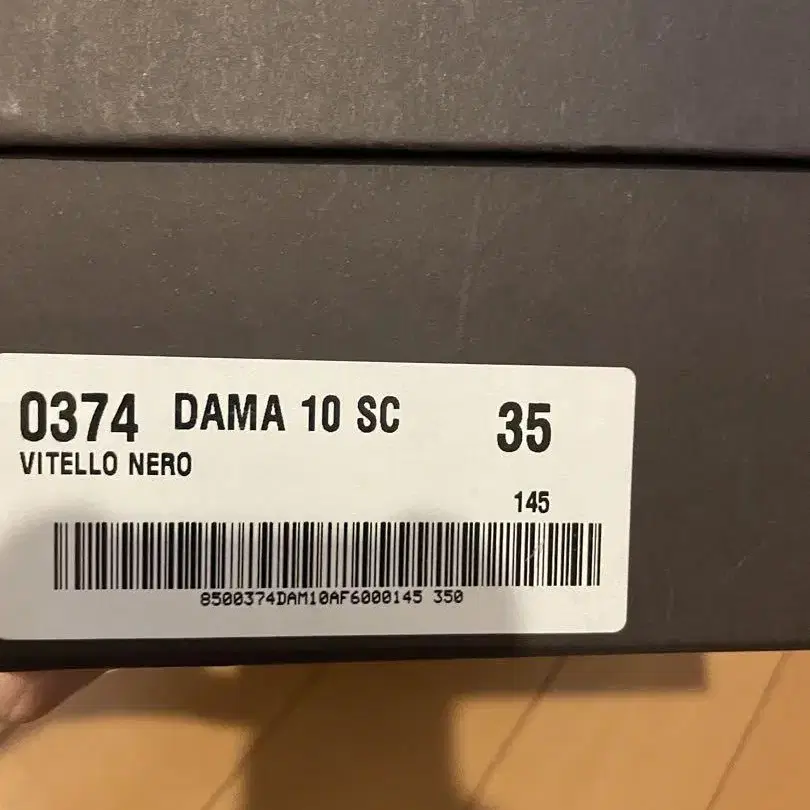 0374 DAMA 10 SC 35
VITELLO NERO
145
8500374DAM10AF6000145 350